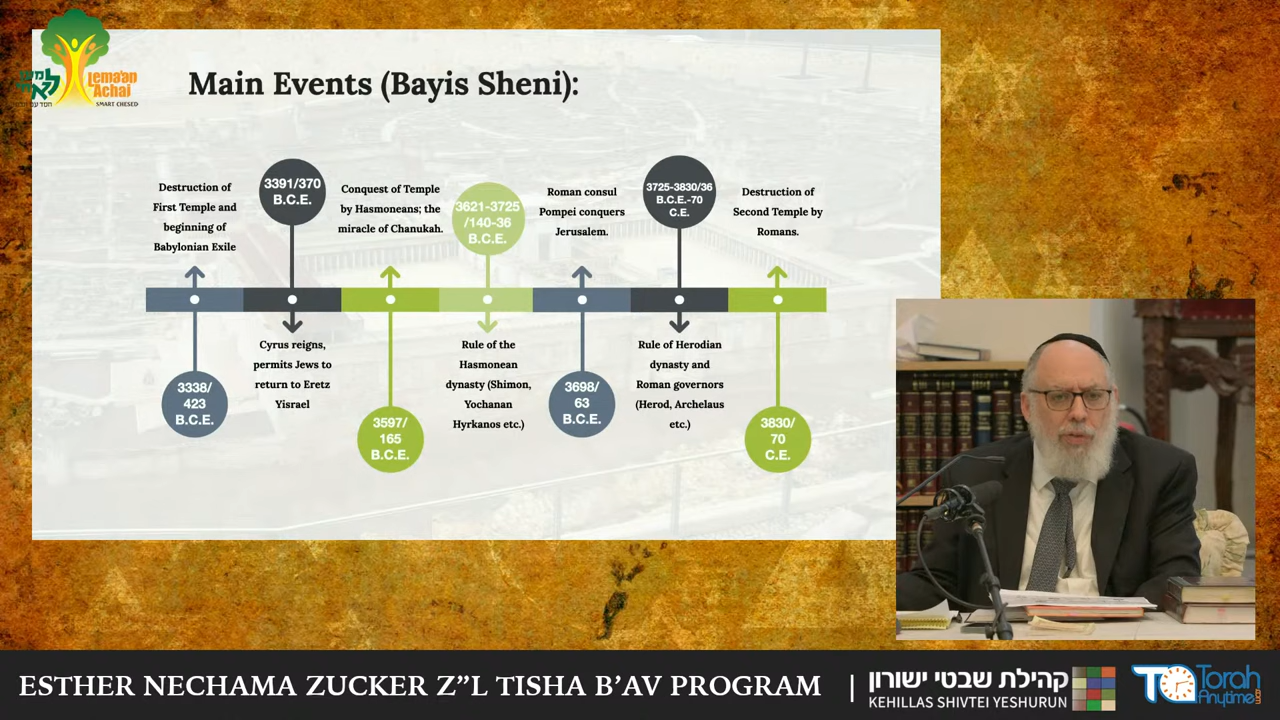 למען
לאחי
Lema'an
Achai
SMART CHESED
Main Events (Bayis Sheni):
Destruction of
First Temple and
beginning of
Babylonian Exile
3391/370
B.C.E.
Conquest of Temple
by Hasmoneans; the
miracle of Chanukah.
3621-3725
/140-36
B.C.E.
Roman consul
Pompei conquers
Jerusalem.
3725-3830/36
B.C.E.-70
C.E.
Destruction of
Second Temple by
Romans.
3338/
423
B.C.E.
Cyrus reigns,
permits Jews to
return to Eretz
Yisrael
3597/
165
B.C.E.
Rule of the
Hasmonean
dynasty (Shimon,
Yochanan
Hyrkanos etc.)
3698/
63
B.C.E.
Rule of Herodian
dynasty and
Roman governors
(Herod, Archelaus
etc.)
3830/
70
C.E.
ESTHER NECHAMA ZUCKER Z"L TISHA B'AV PROGRAM
קהילת שבטי ישורון
KEHILLAS SHIVTEI YESHURUN
TA
Torah
Anytime
.com